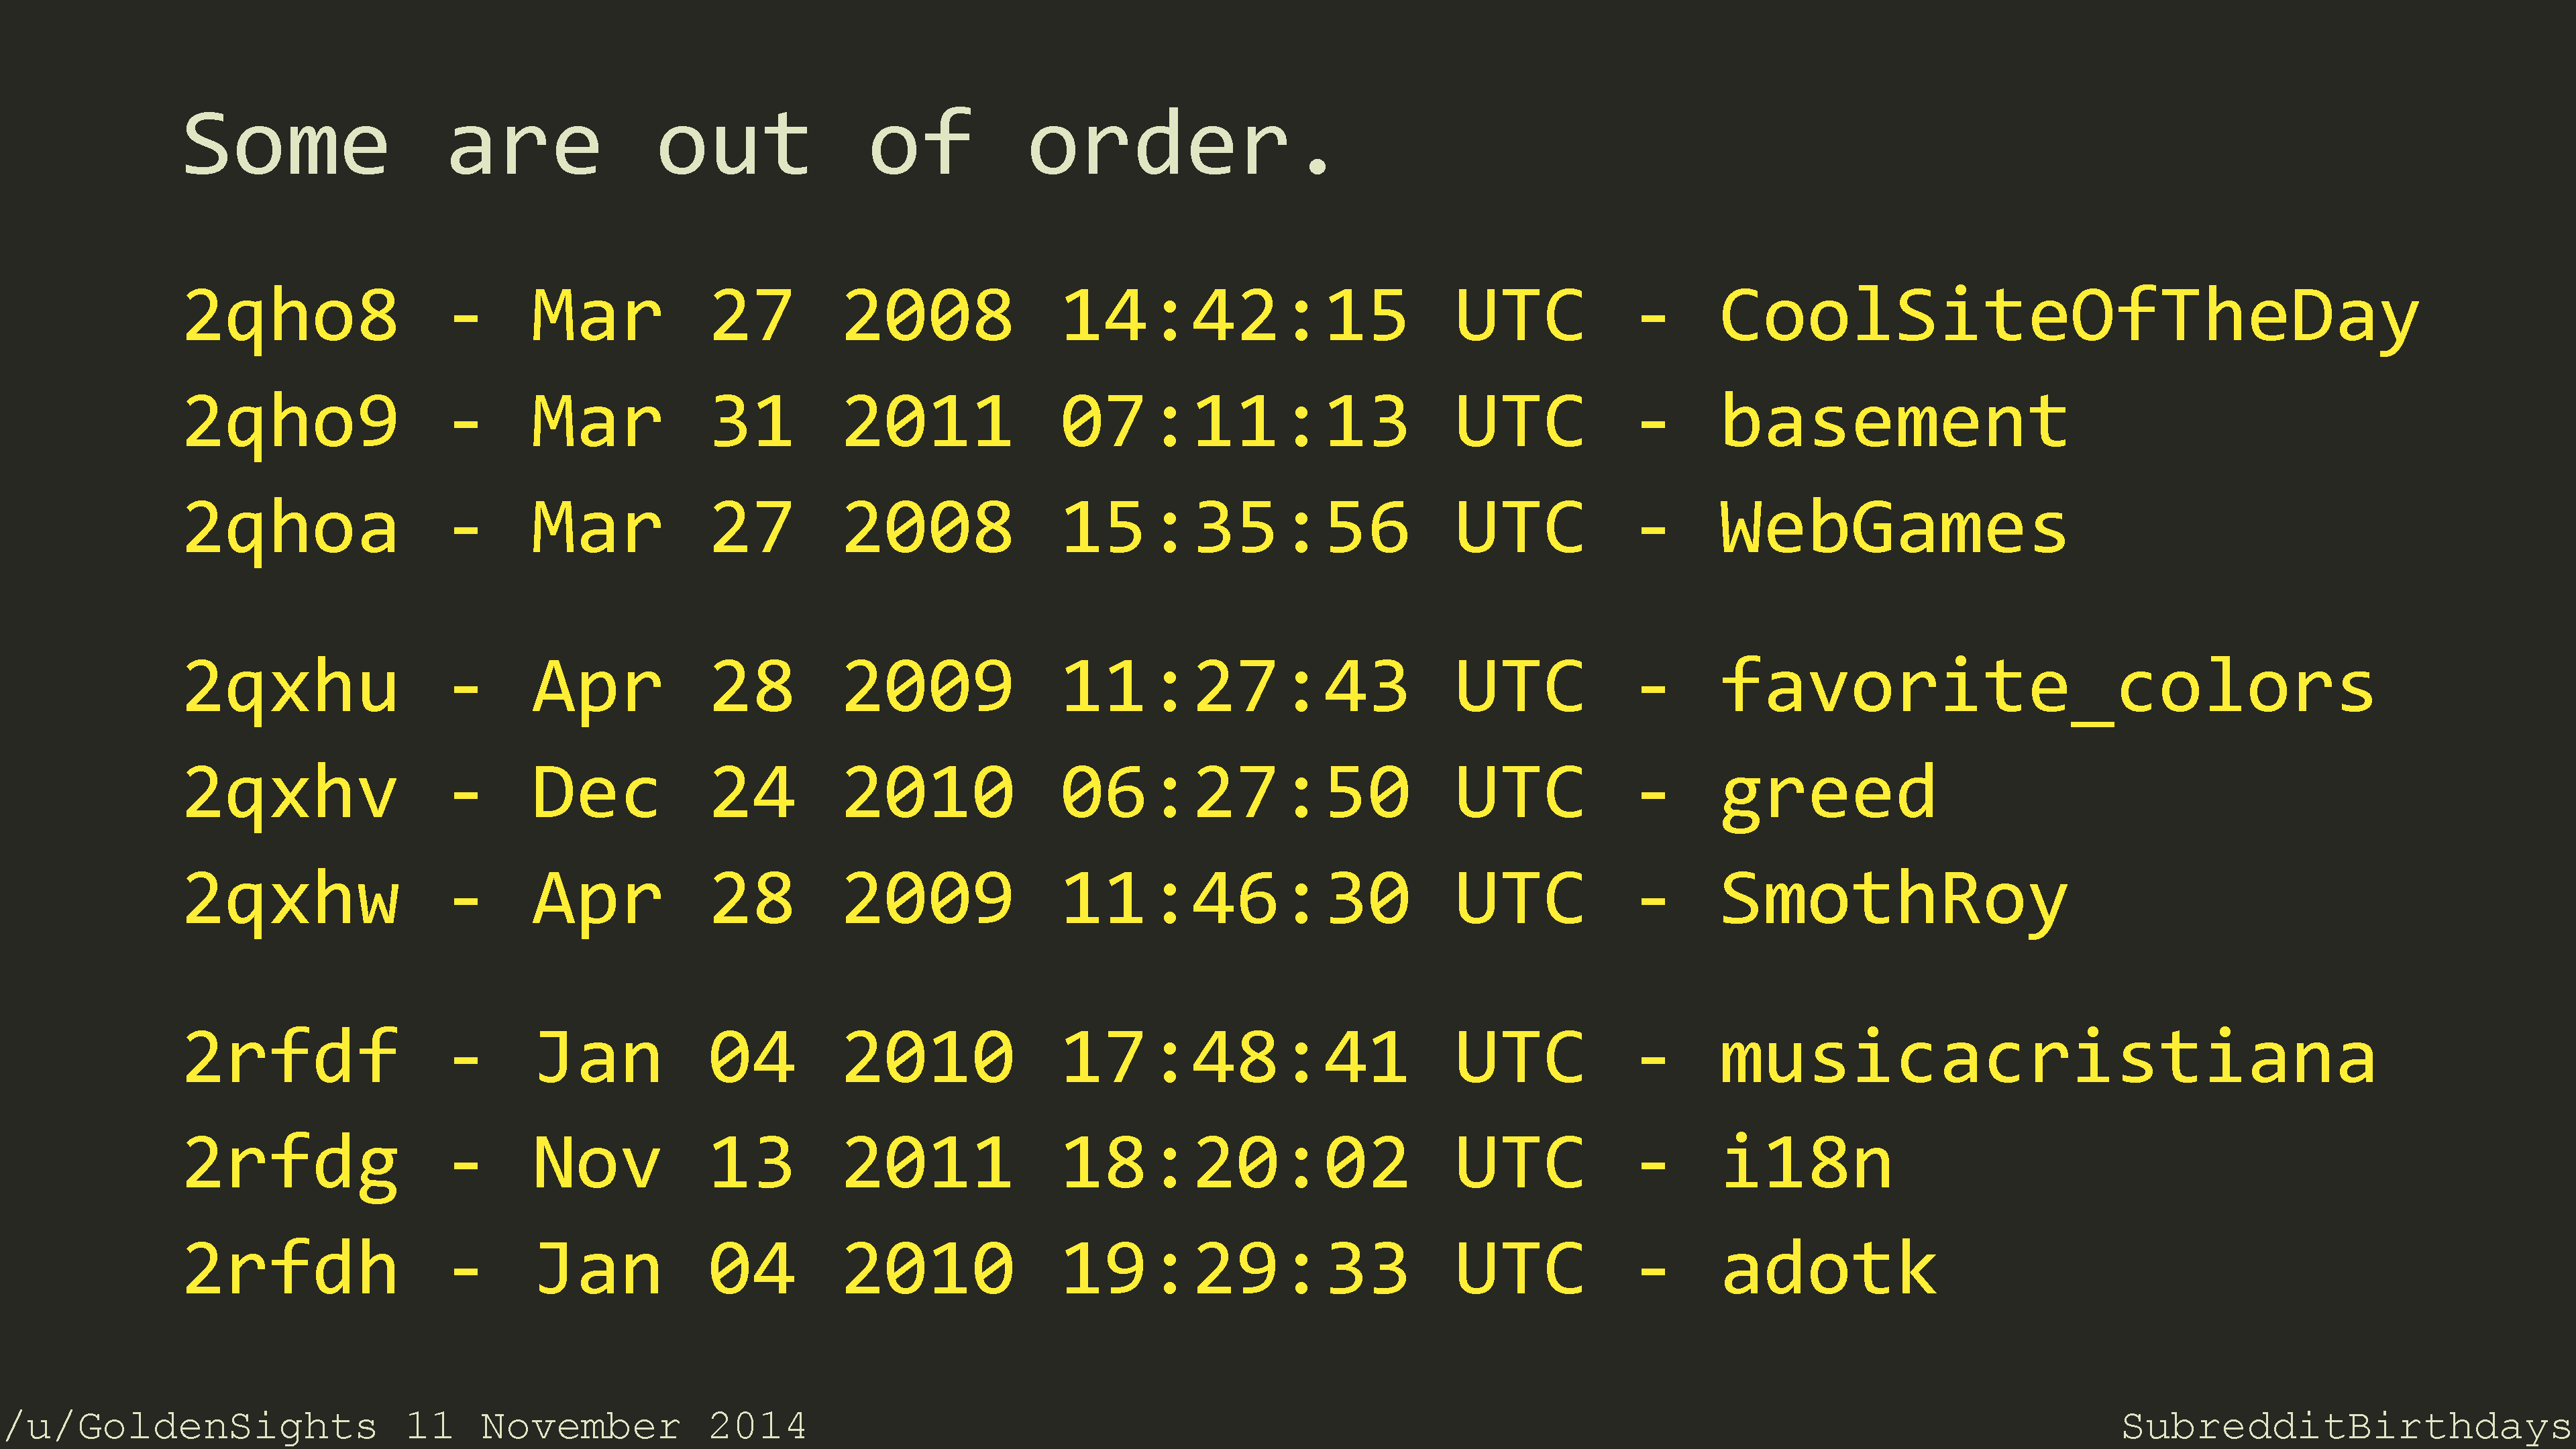 Some are out of order.
2qho8 - Mar 27 2008 14:42:15 UTC - CoolSiteOfTheDay
2qho9 - Mar 31 2011 07:11:13 UTC - basement
2qhoa - Mar 27 2008 15:35:56 UTC - WebGames
2qxhu - Apr 28 2009 11:27:43 UTC - favorite_colors
2qxhv - Dec 24 2010 06:27:50 UTC - greed
2qxhw - Apr 28 2009 11:46:30 UTC - SmothRoy
2rfdf - Jan 04 2010 17:48:41 UTC - musicacristiana
2rfdg - Nov 13 2011 18:20:02 UTC - i18n
2rfdh - Jan 04 2010 19:29:33 UTC - adotk
/u/GoldenSights 11 November 2014
SubredditBirthdays